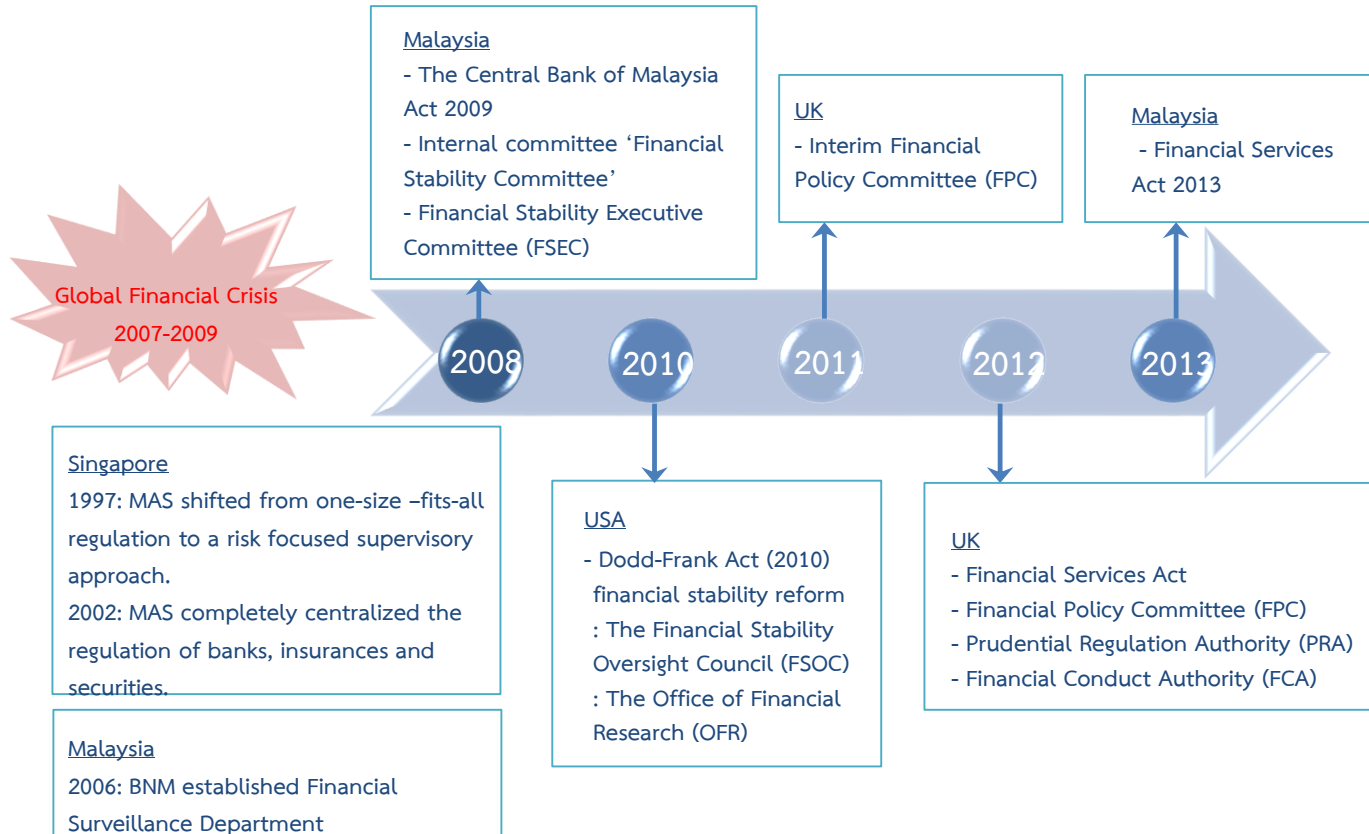 Malaysia
- The Central Bank of Malaysia
Act 2009
- Internal committee ‘Financial
Stability Committee’
- Financial Stability Executive
Committee (FSEC)
UK
- Interim Financial
Policy Committee (FPC)
Malaysia
- Financial Services
Act 2013
Global Financial Crisis
2007-2009
2008
2010
2011
2012
2013
Singapore
1997: MAS shifted from one-size –fits-all
regulation to a risk focused supervisory
approach.
2002: MAS completely centralized the
regulation of banks, insurances and
securities.
Malaysia
2006: BNM established Financial
Surveillance Department
USA
- Dodd-Frank Act (2010)
financial stability reform
: The Financial Stability
Oversight Council (FSOC)
: The Office of Financial
Research (OFR)
UK
- Financial Services Act
- Financial Policy Committee (FPC)
- Prudential Regulation Authority (PRA)
- Financial Conduct Authority (FCA)